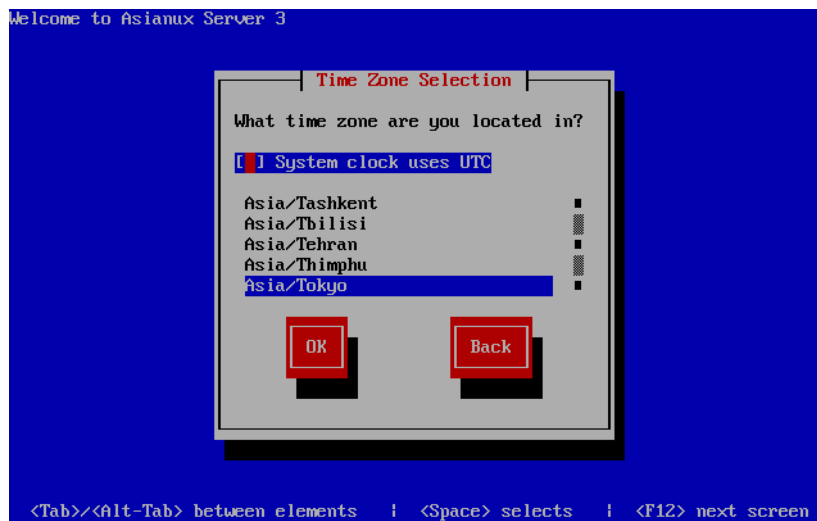 Welcome to Asianux Server 3
Time Zone Selection
What time zone are you located in?
[ ] System clock uses UTC
Asia/Tashkent
Asia/Tbilisi
Asia/Tehran
Asia/Thimphu
Asia/Tokyo
OK Back
<Tab>/<Alt-Tab> between elements | <Space> selects | <F12> next screen